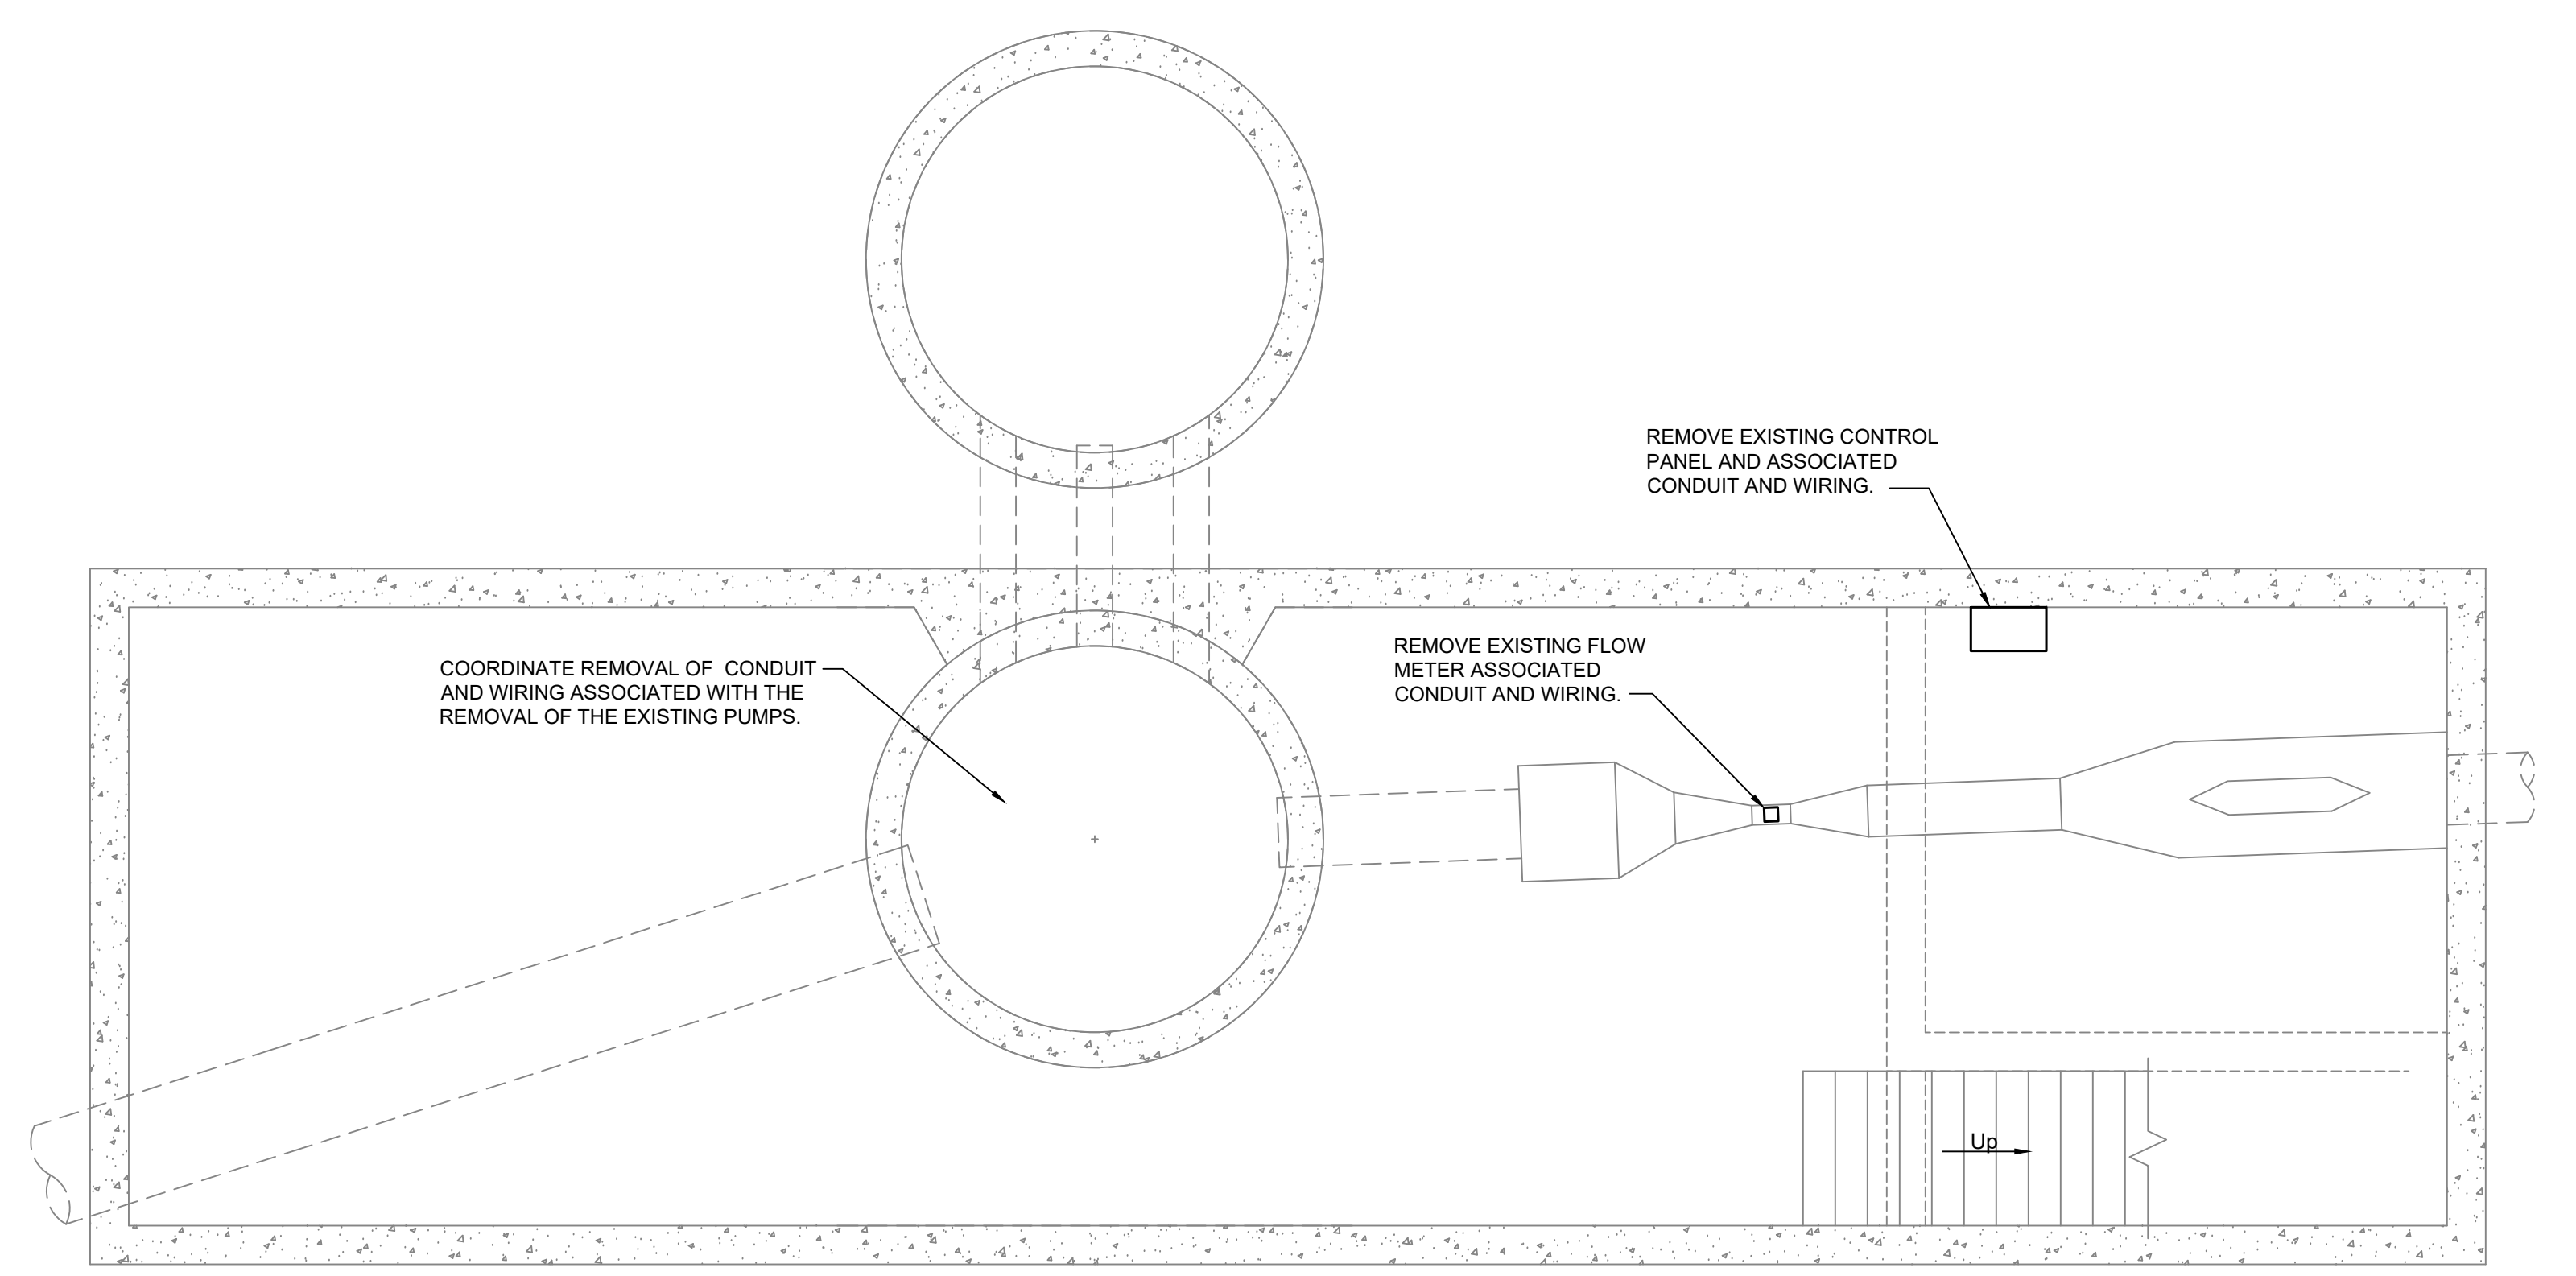 REMOVE EXISTING CONTROL
PANEL AND ASSOCIATED
CONDUIT AND WIRING.
REMOVE EXISTING FLOW
METER ASSOCIATED
CONDUIT AND WIRING.
COORDINATE REMOVAL OF CONDUIT
AND WIRING ASSOCIATED WITH THE
REMOVAL OF THE EXISTING PUMPS.
Up